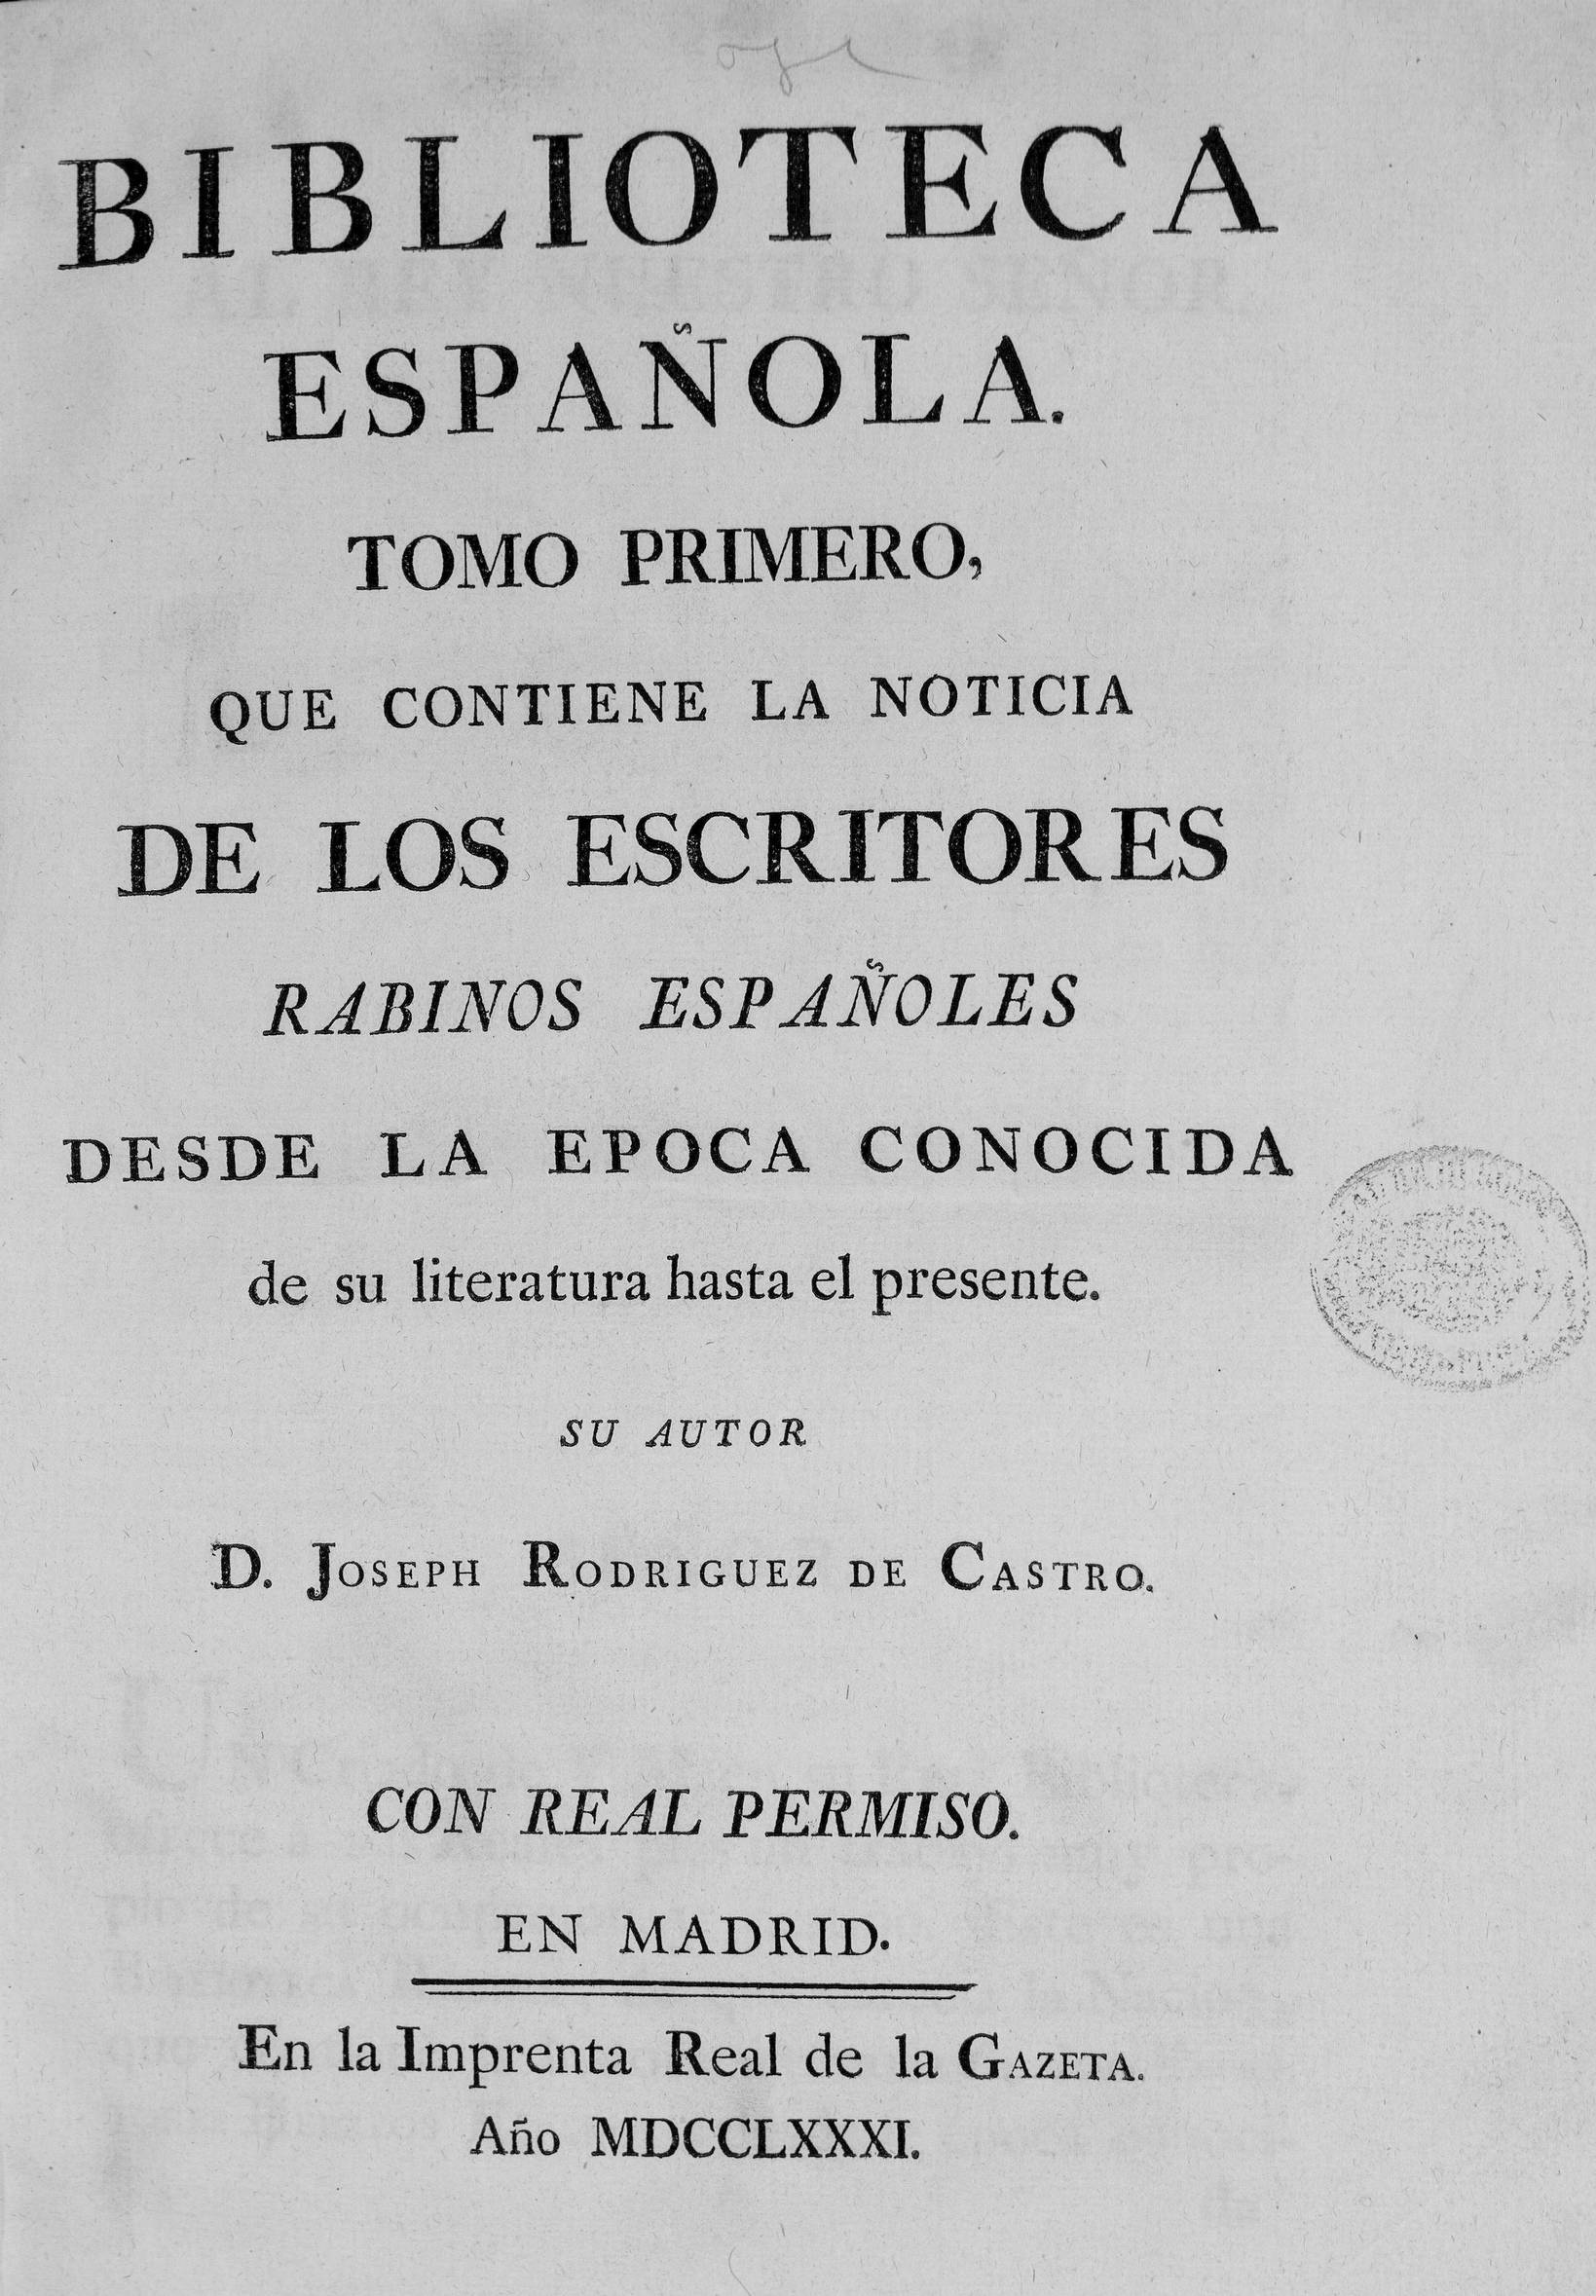 BIBLIOTECA
ESPAÑOLA.
TOMO PRIMERO,
QUE CONTIENE LA NOTICIA
DE LOS ESCRITORES
RABINOS ESPAÑOLES
DESDE LA EPOCA CONOCIDA
de su literatura hasta el presente.
SU AUTOR
D. JOSEPH RODRIGUEZ DE CASTRO.
CON REAL PERMISO.
EN MADRID.
En la Imprenta Real de la GAZETA.
Año MDCCLXXXI.